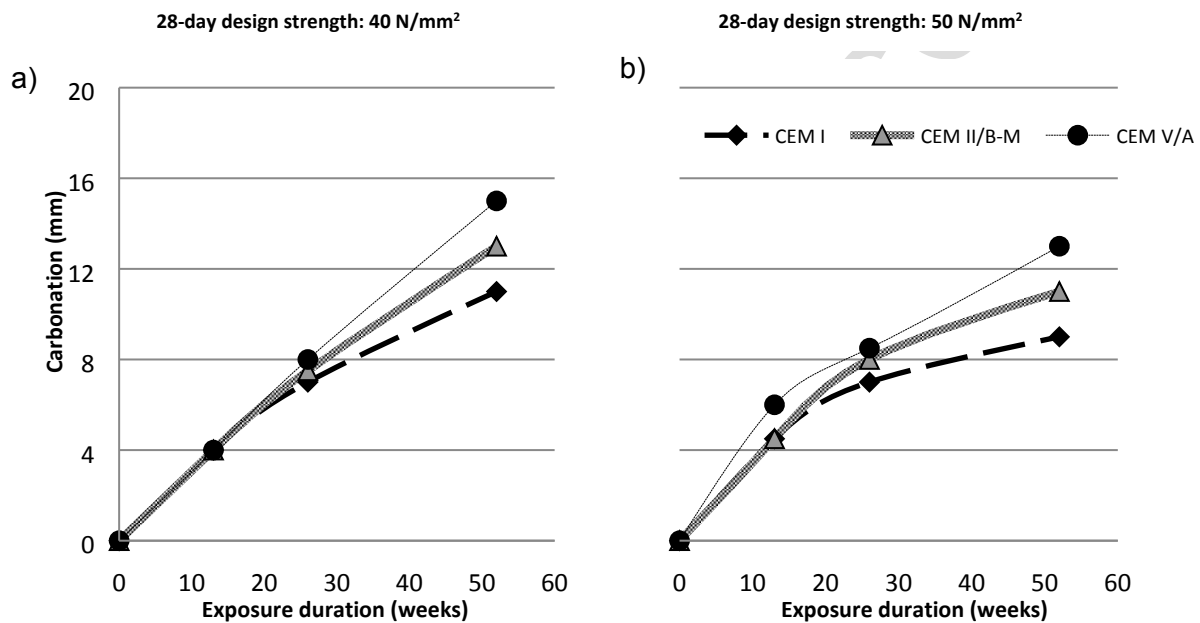 28-day design strength: 40 N/mm²
28-day design strength: 50 N/mm²
a)
b)
20
16
12
8
4
0
Carbonation (mm)
0 10 20 30 40 50 60
Exposure duration (weeks)
CEM I CEM II/B-M CEM V/A
0 10 20 30 40 50 60
Exposure duration (weeks)